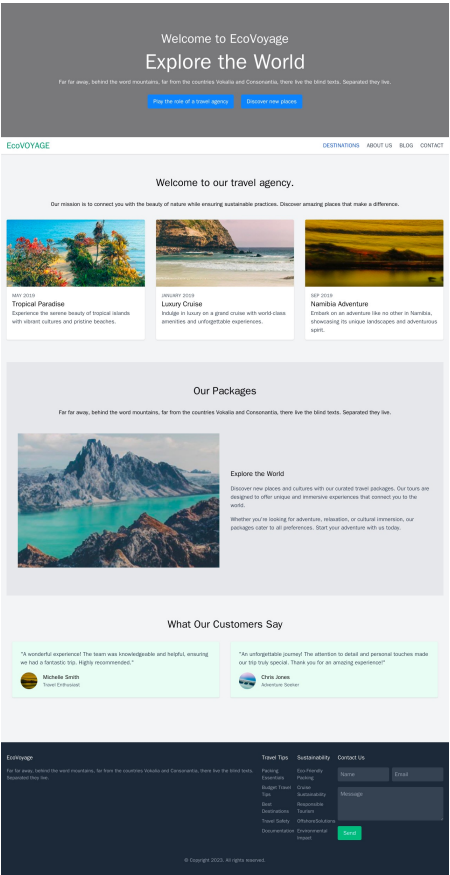 Welcome to EcoVoyage
Explore the World
Far far away, behind the word mountains, far from the countries Vokalia and Consonantia, there live the blind texts. Separated they live.
Play the role of a travel agency
Discover new places
EcoVOYAGE
DESTINATIONS
ABOUT US
BLOG
CONTACT
Welcome to our travel agency.
Our mission is to connect you with the beauty of nature while ensuring sustainable practices. Discover amazing places that make a difference.
MAY 2019
Tropical Paradise
Experience the serene beauty of tropical islands
with vibrant cultures and pristine beaches.
JANUARY 2019
Luxury Cruise
Indulge in luxury on a grand cruise with world-class
amenities and unforgettable experiences.
SEP 2019
Namibia Adventure
Embark on an adventure like no other in Namibia,
showcasing its unique landscapes and adventurous
spirit.
Our Packages
Far far away, behind the word mountains, far from the countries Vokalia and Consonantia, there live the blind texts. Separated they live.
Explore the World
Discover new places and cultures with our curated travel packages. Our tours are
designed to offer unique and immersive experiences that connect you to the
world.
Whether you're looking for adventure, relaxation, or cultural immersion, our
packages cater to all preferences. Start your adventure with us today.
What Our Customers Say
"A wonderful experience! The team was knowledgeable and helpful, ensuring
we had a fantastic trip. Highly recommended."
Michelle Smith
Travel Enthusiast
"An unforgettable journey! The attention to detail and personal touches made
our trip truly special. Thank you for an amazing experience!"
Chris Jones
Adventure Seeker
EcoVoyage
Far far away, behind the word mountains, far from the countries Vokalia and Consonantia, there live the blind texts.
Separated they live.
Travel Tips
Packing
Essentials
Budget Travel
Tips
Best
Destinations
Travel Safety
Documentation
Sustainability
Eco-Friendly
Packing
Cruise
Sustainability
Responsible
Tourism
OffshoreSolutions
Environmental
Impact
Contact Us
Name
Email
Message
Send
© Copyright 2023. All rights reserved.